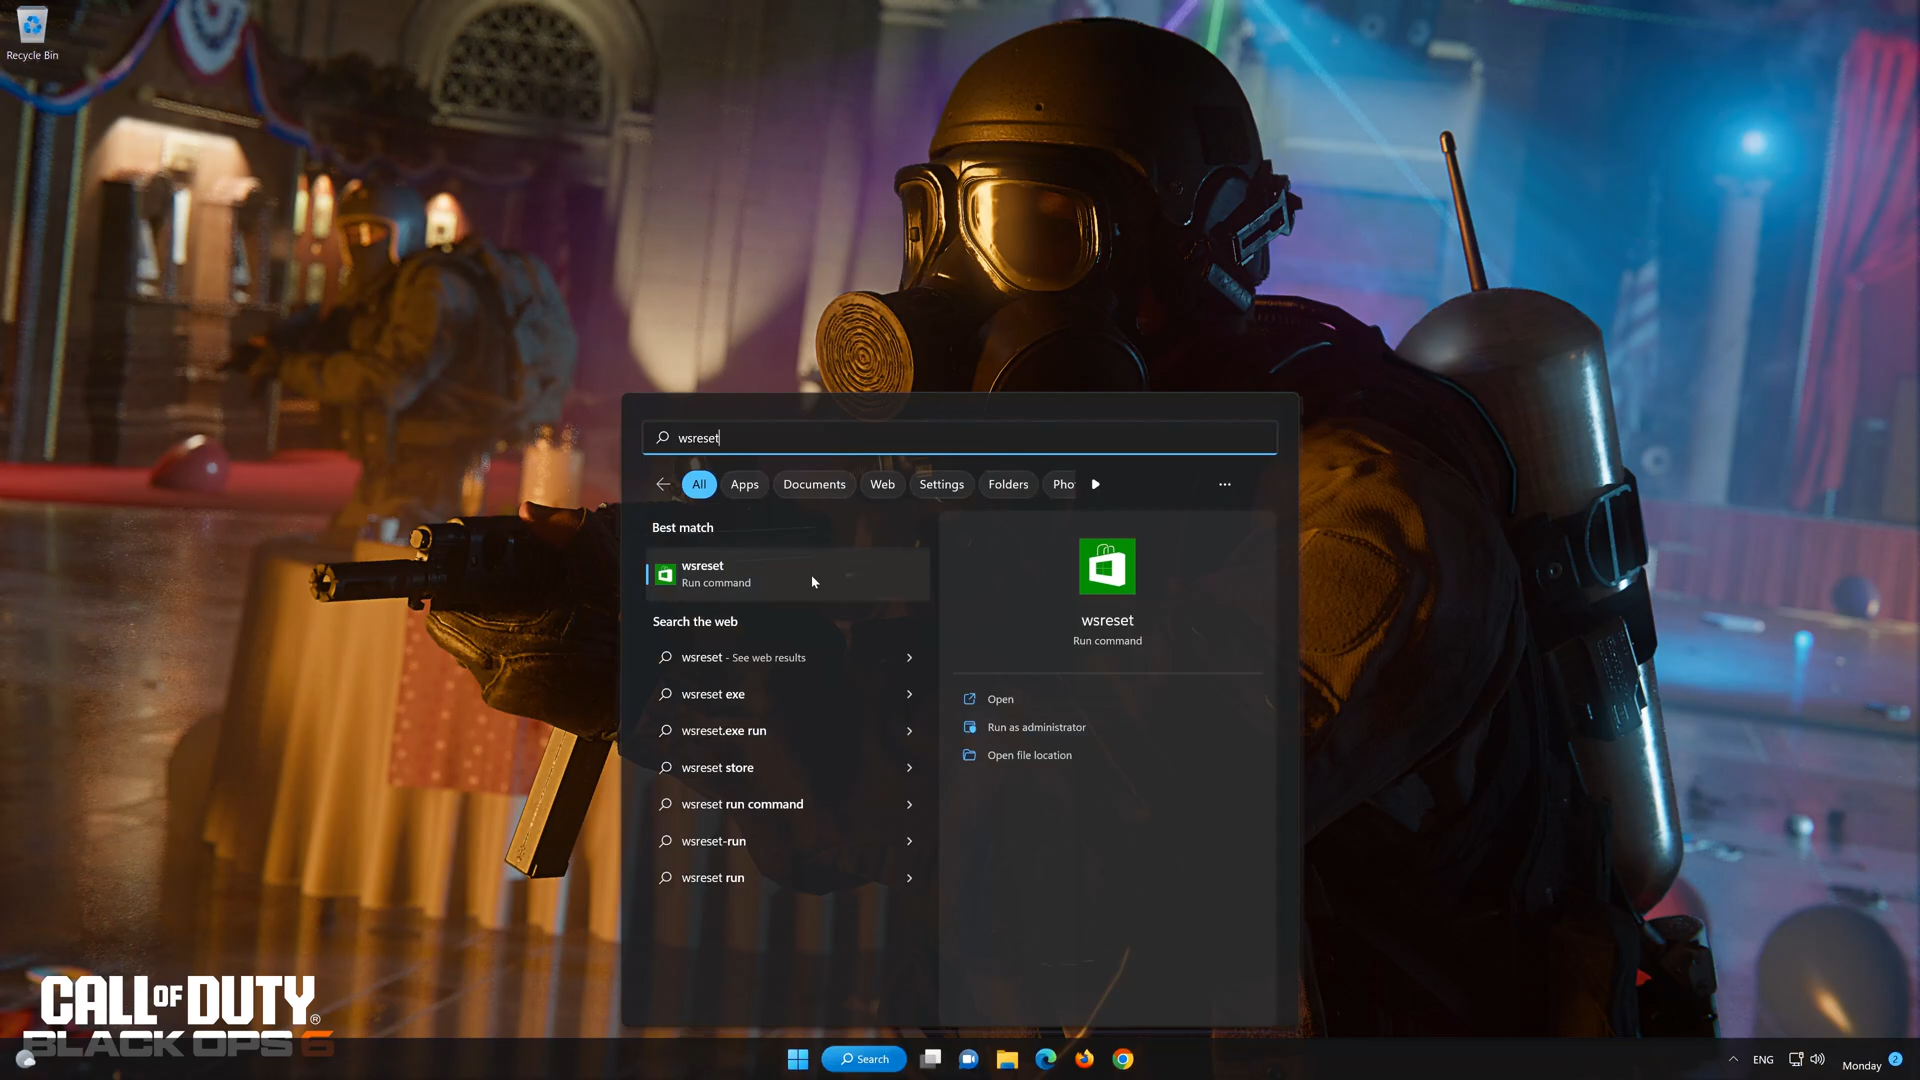 Recycle Bin
wsreset
All
Apps
Documents
Web
Settings
Folders
Pho
Best match
wsreset
Run command
Search the web
wsreset - See web results
wsreset exe
wsreset.exe run
wsreset store
wsreset run command
wsreset-run
wsreset run
wsreset
Run command
Open
Run as administrator
Open file location
CALL OF DUTY®
BLACK OPS 6
Search
ENG
Monday
2